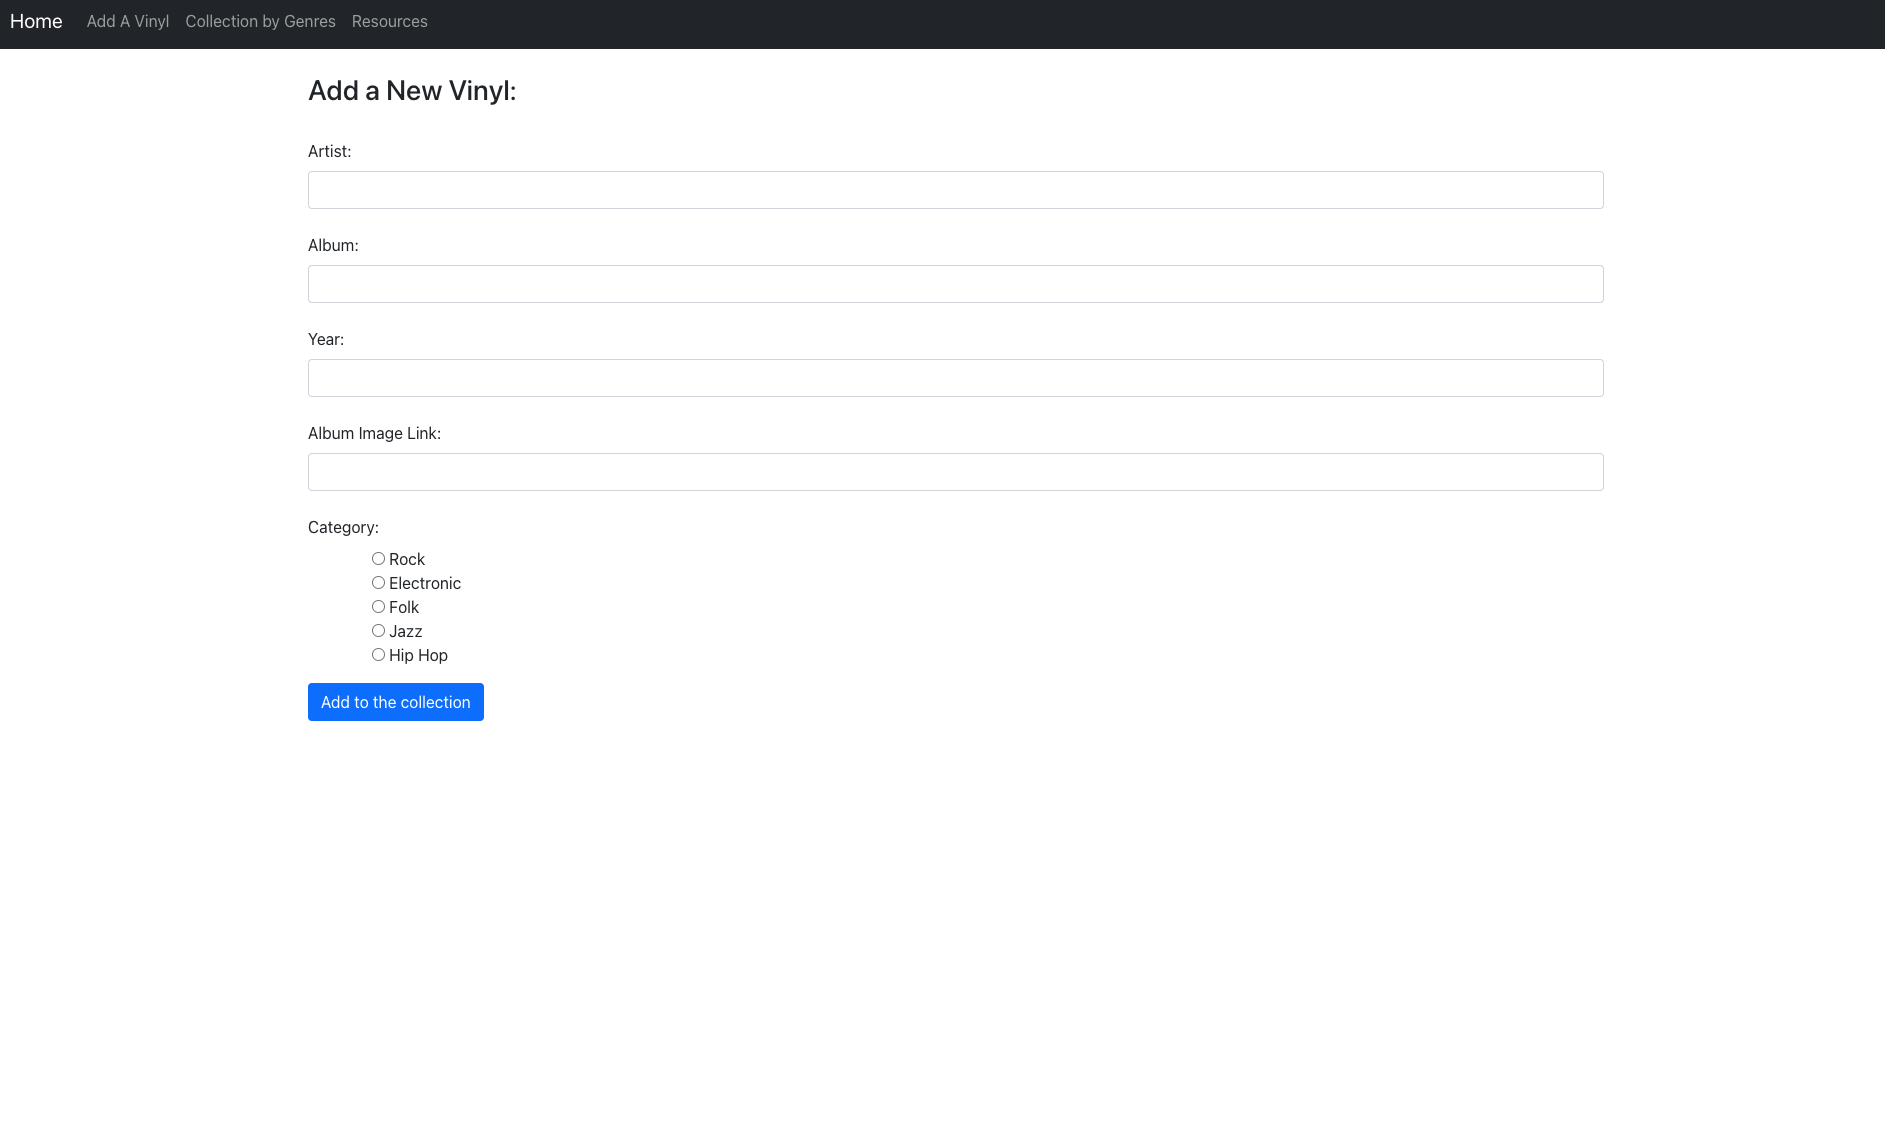 Home Add A Vinyl Collection by Genres Resources
Add a New Vinyl:
Artist:
Album:
Year:
Album Image Link:
Category:
Rock
Electronic
Folk
Jazz
Hip Hop
Add to the collection